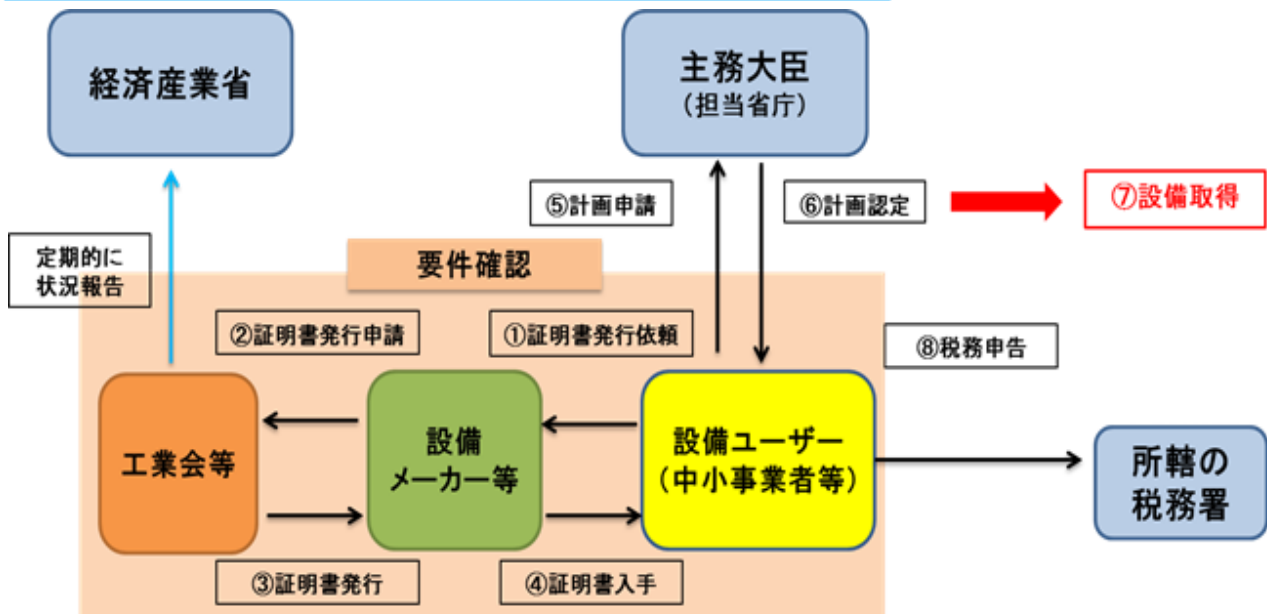 経済産業省
主務大臣
（担当省庁）
⑤計画申請
⑥計画認定
⑦設備取得
定期的に
状況報告
要件確認
②証明書発行申請
①証明書発行依頼
⑧税務申告
工業会等
設備
メーカー等
設備ユーザー
（中小事業者等）
所轄の
税務署
③証明書発行
④証明書入手